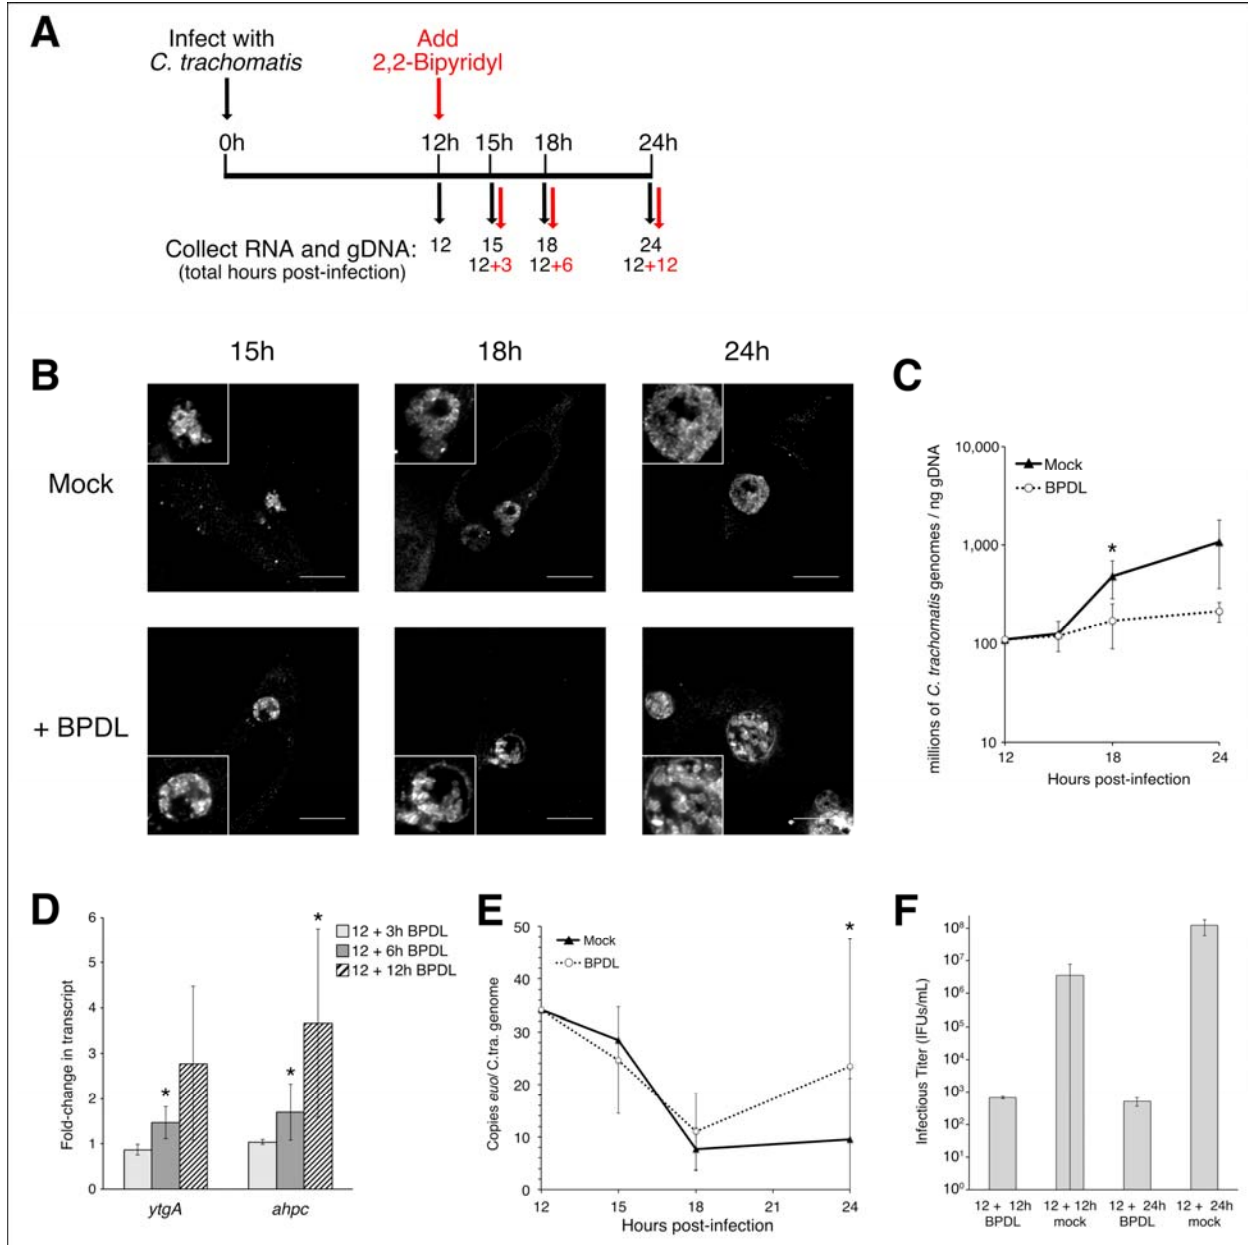 A
Infect with
C. trachomatis
Add
2,2-Bipyridyl
0h 12h 15h 18h 24h
Collect RNA and gDNA: 12 15 18 24
(total hours post-infection) 12+3 12+6 12+12
B
15h 18h 24h
Mock
+ BPDL
C
millions of C. trachomatis genomes / ng gDNA
10,000
1,000
100
10
Mock
BPDL
*
12 18 24
Hours post-infection
D
Fold-change in transcript
6
5
4
3
2
1
0
12 + 3h BPDL
12 + 6h BPDL
12 + 12h BPDL
* * *
ytgA ahpc
E
Copies euo/ C.tra. genome
50
40
30
20
10
0
Mock
BPDL
*
12 15 18 21 24
Hours post-infection
F
Infectious Titer (IFUs/mL)
10⁸
10⁷
10⁶
10⁵
10⁴
10³
10²
10¹
10⁰
12 + 12h 12 + 12h 12 + 24h 12 + 24h
BPDL mock BPDL mock